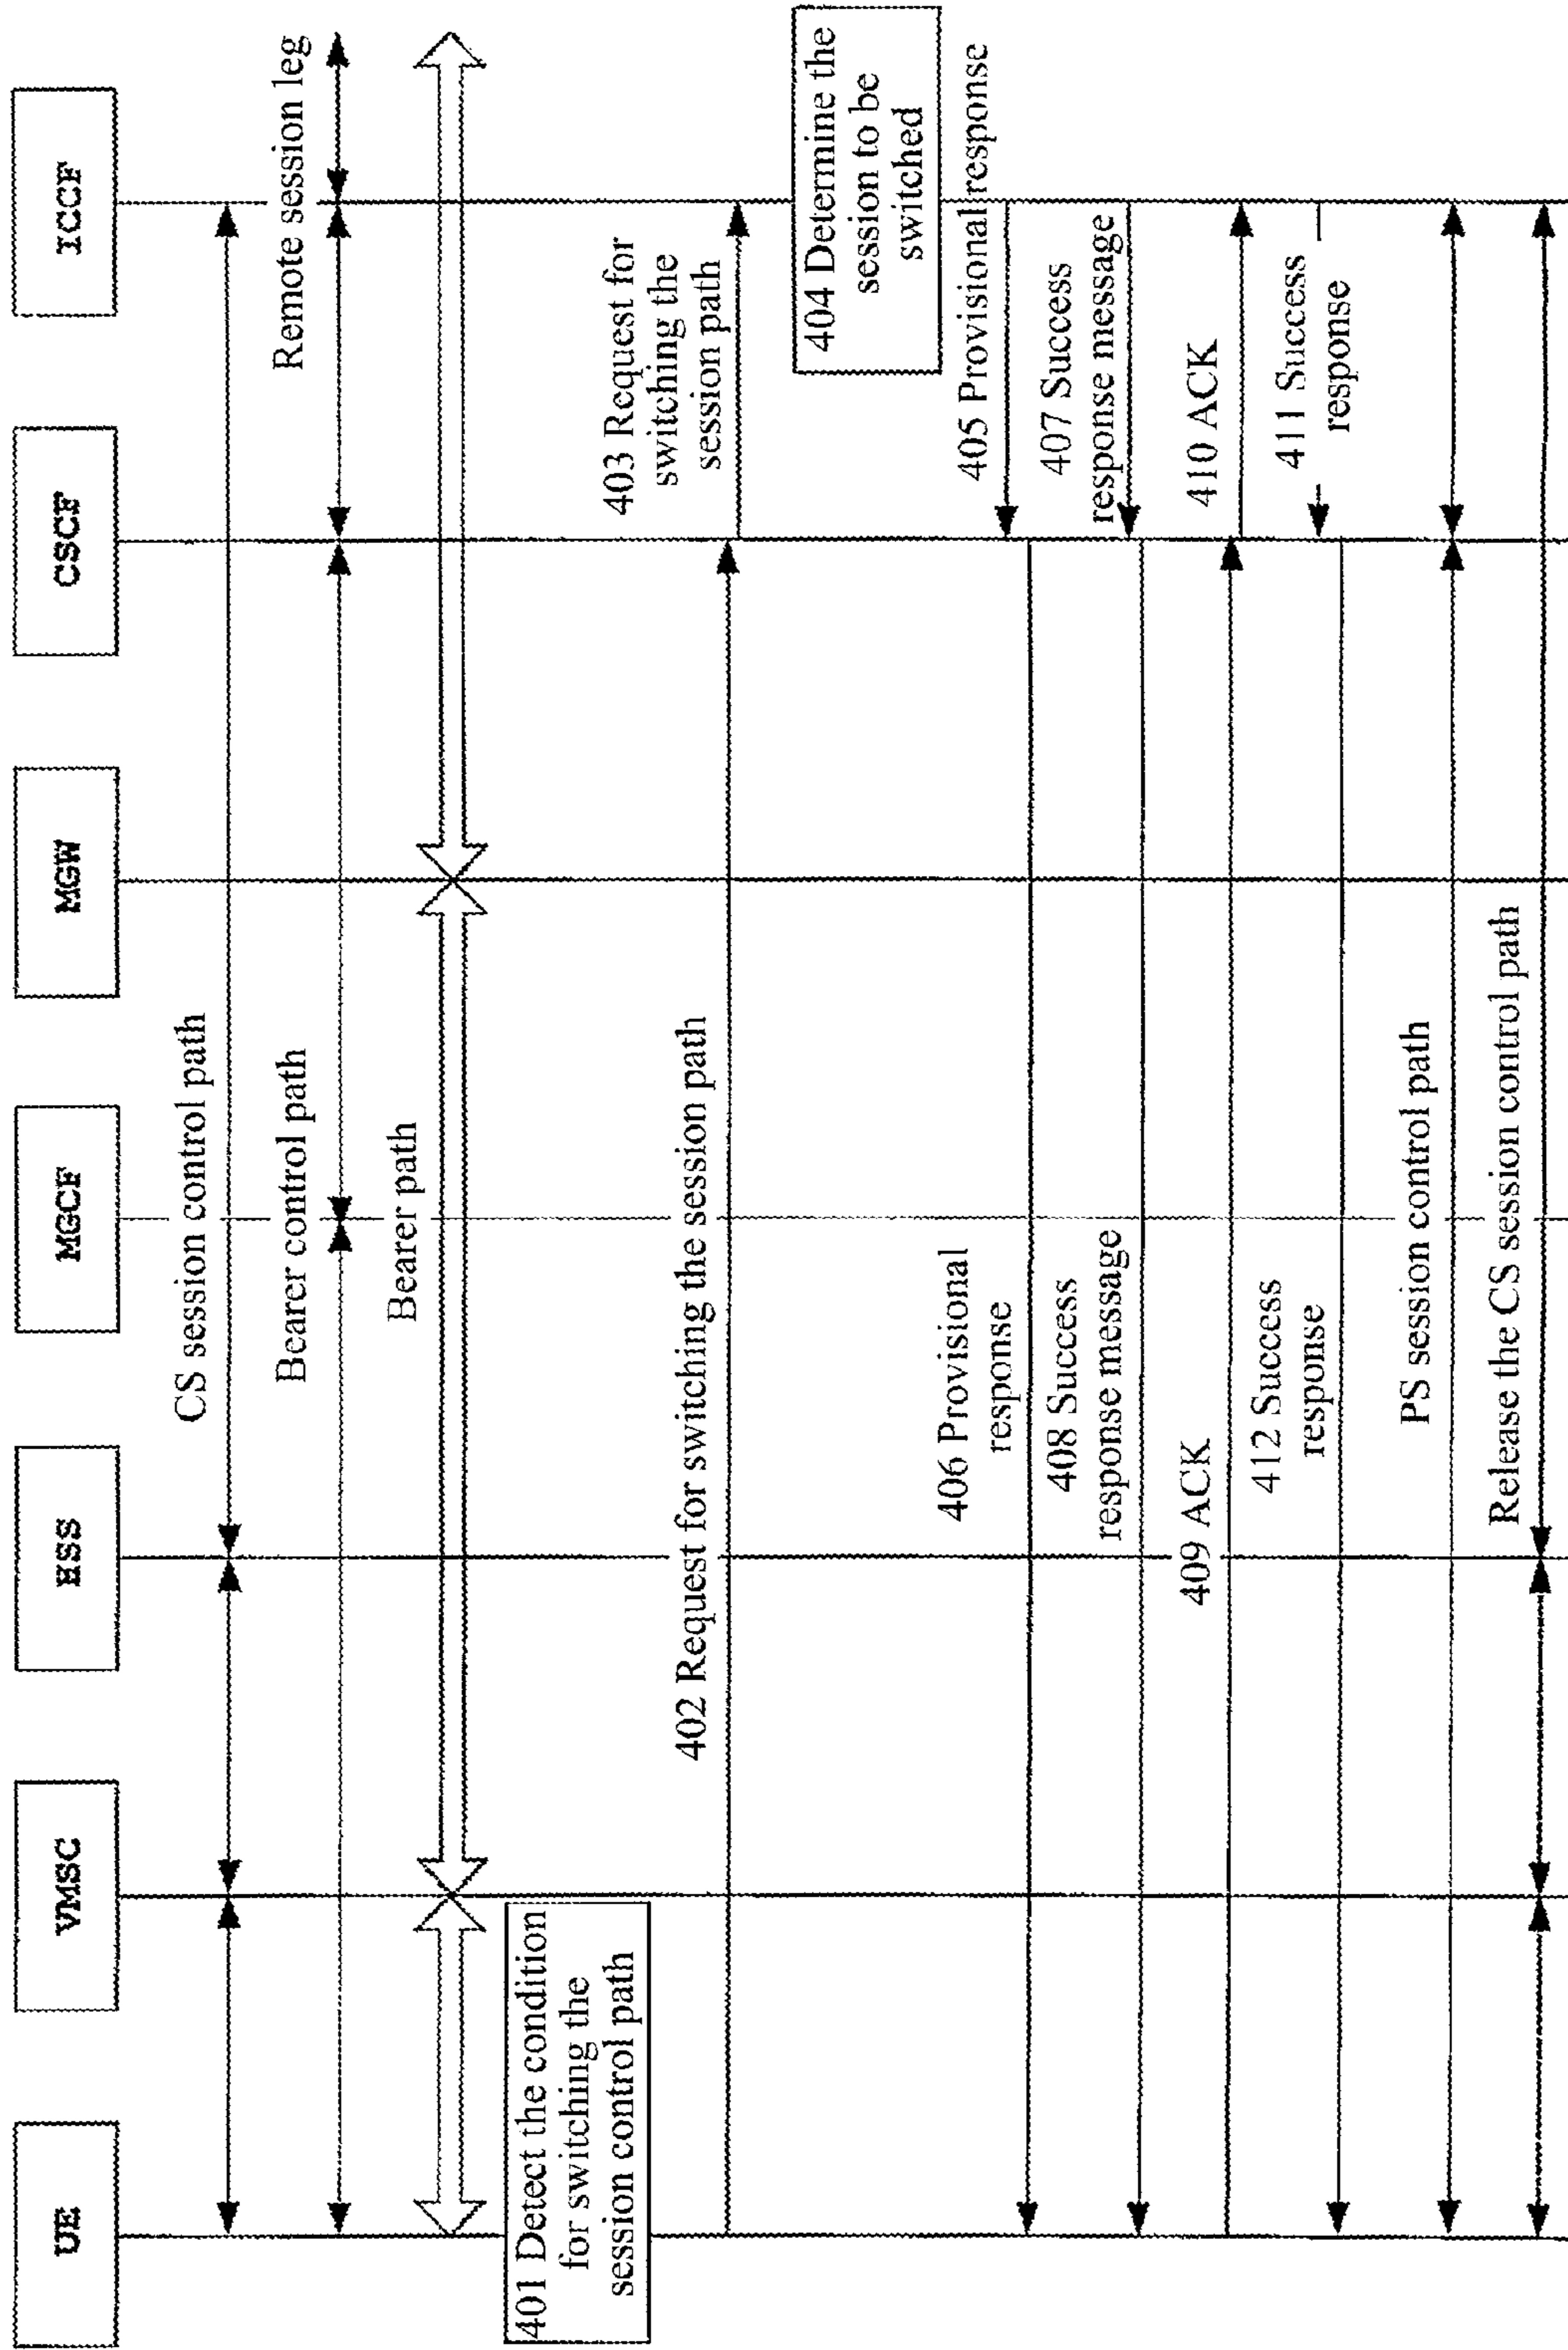 UE
VMSC
HSS
MGCF
MGW
CSCF
ICCF
CS session control path
Remote session leg
Bearer control path
Bearer path
401 Detect the condition
for switching the
session control path
402 Request for switching the session path
403 Request for
switching the
session path
404 Determine the
session to be
switched
405 Provisional response
406 Provisional
response
407 Success
response message
408 Success
response message
409 ACK
410 ACK
411 Success
response
412 Success
response
PS session control path
Release the CS session control path